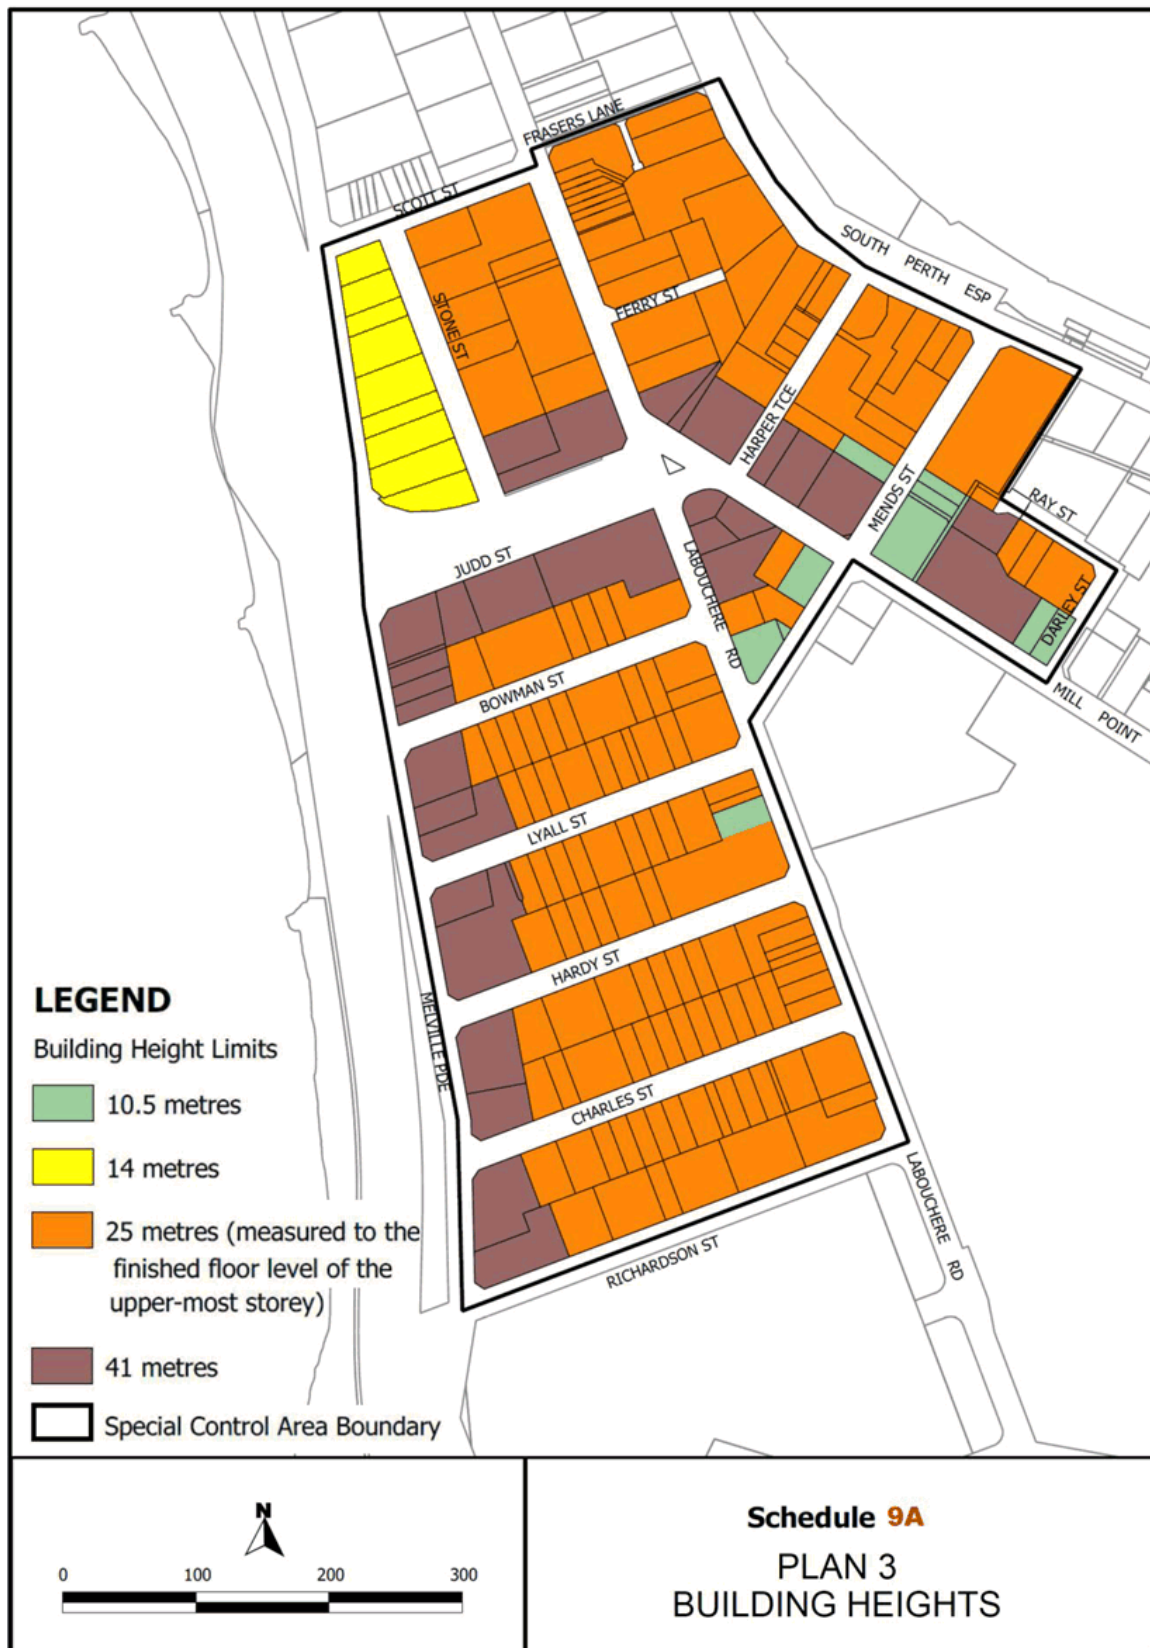 FRASERS LANE
SCOTT ST
SOUTH PERTH ESP
STONE ST
FERRY ST
HARPER TCE
MENDS ST
RAY ST
JUDD ST
LABOUCHERE RD
DARLEY ST
BOWMAN ST
MILL POINT
LYALL ST
HARDY ST
MELVILLE PDE
CHARLES ST
LABOUCHERE RD
RICHARDSON ST
LEGEND
Building Height Limits
10.5 metres
14 metres
25 metres (measured to the
finished floor level of the
upper-most storey)
41 metres
Special Control Area Boundary
N
0 100 200 300
Schedule 9A
PLAN 3
BUILDING HEIGHTS